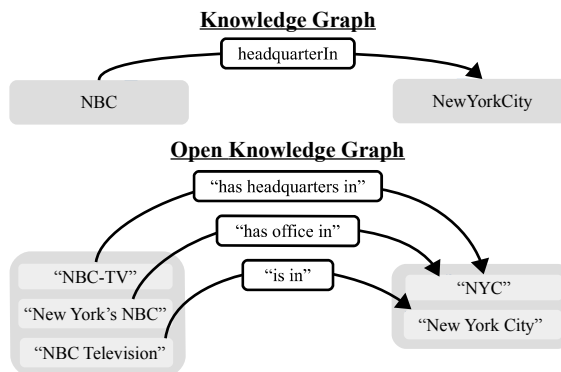 Knowledge Graph
headquarterIn
NBC
NewYorkCity
Open Knowledge Graph
“has headquarters in”
“has office in”
“is in”
“NBC-TV”
“New York’s NBC”
“NBC Television”
“NYC”
“New York City”